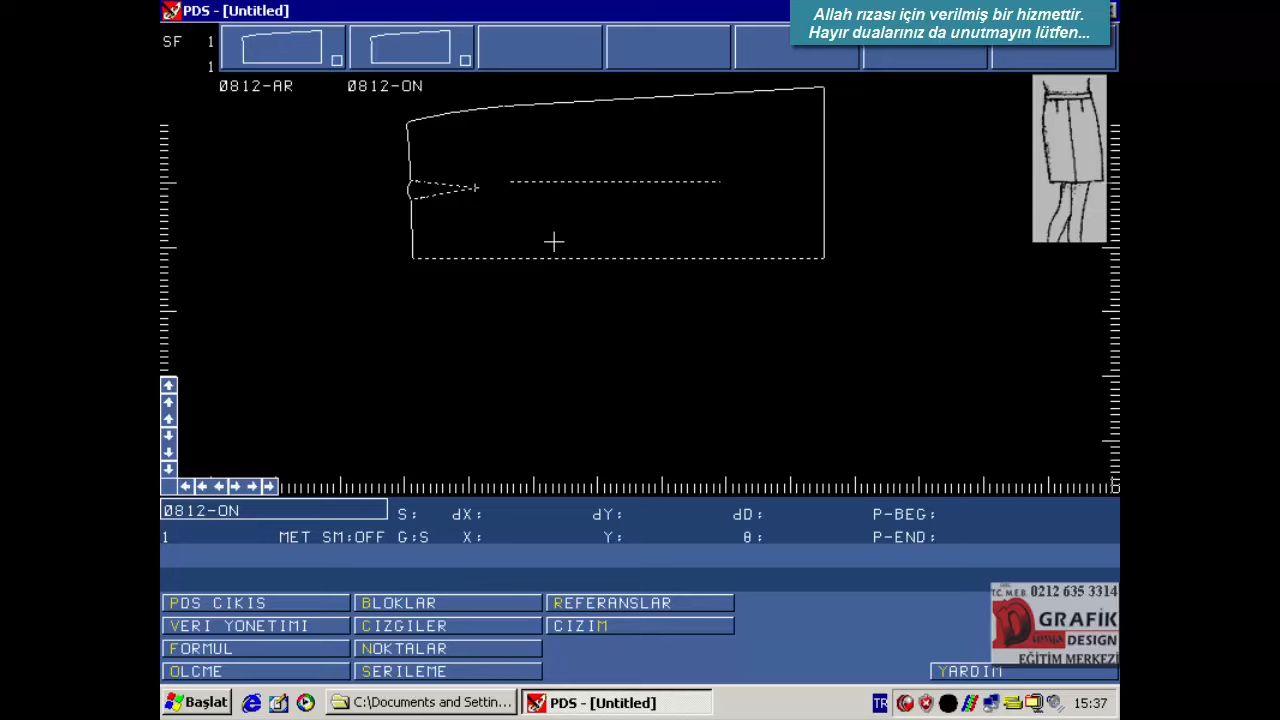 PDS - [Untitled]
Allah rızası için verilmiş bir hizmettir.
Hayır dualarınız da unutmayın lütfen...
SF 1
1
0812-AR 0812-ON
0812-ON S: dX: dY: dD: P-BEG:
1 MET SM:OFF G:S X: Y: θ: P-END:
PDS CIKIS BLOKLAR REFERANSLAR
VERI YONETIMI CIZGILER CIZIM
FORMUL NOKTALAR
OLCME SERILEME YARDIM
T.C. M.E.B. 0212 635 3314
GRAFİK
DESIGN
EĞİTİM MERKEZİ
Başlat C:\Documents and Settin... PDS - [Untitled] TR 15:37